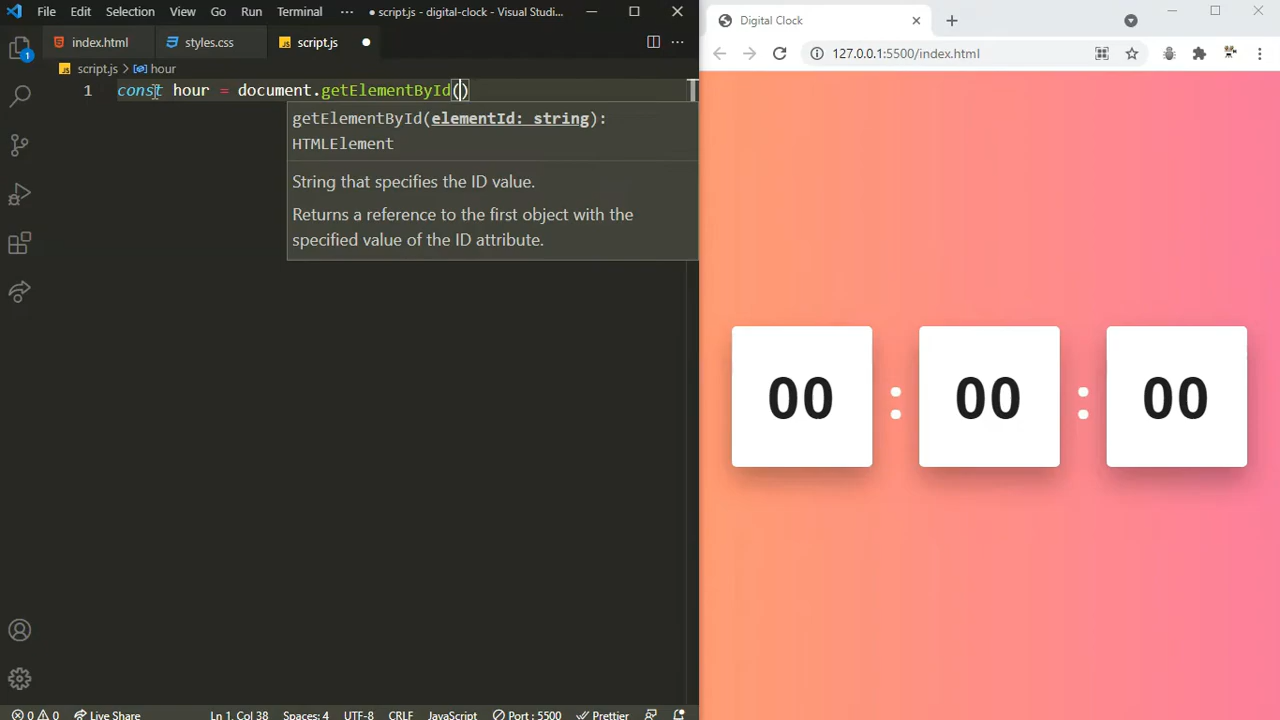 File Edit Selection View Go Run Terminal ··· ● script.js - digital-clock - Visual Studi...
index.html styles.css JS script.js ● ···
JS script.js > hour
1 const hour = document.getElementById()
getElementById(elementId: string):
HTMLElement
String that specifies the ID value.
Returns a reference to the first object with the
specified value of the ID attribute.
1
0 0 Live Share Ln 1, Col 38 Spaces: 4 UTF-8 CRLF JavaScript Port : 5500 Prettier
Digital Clock
127.0.0.1:5500/index.html
00 : 00 : 00